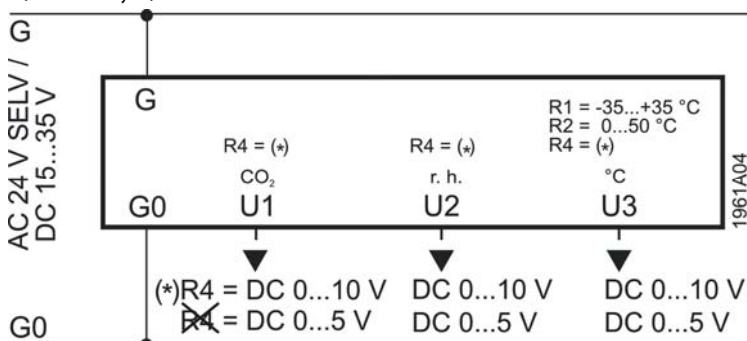 G
AC 24 V SELV /
DC 15...35 V
G
R1 = -35...+35 °C
R2 = 0...50 °C
R4 = (*) R4 = (*) R4 = (*)
CO₂ r. h. °C
G0 U1 U2 U3
1961A04
(*)R4 = DC 0...10 V DC 0...10 V DC 0...10 V
R4 = DC 0...5 V DC 0...5 V DC 0...5 V
G0